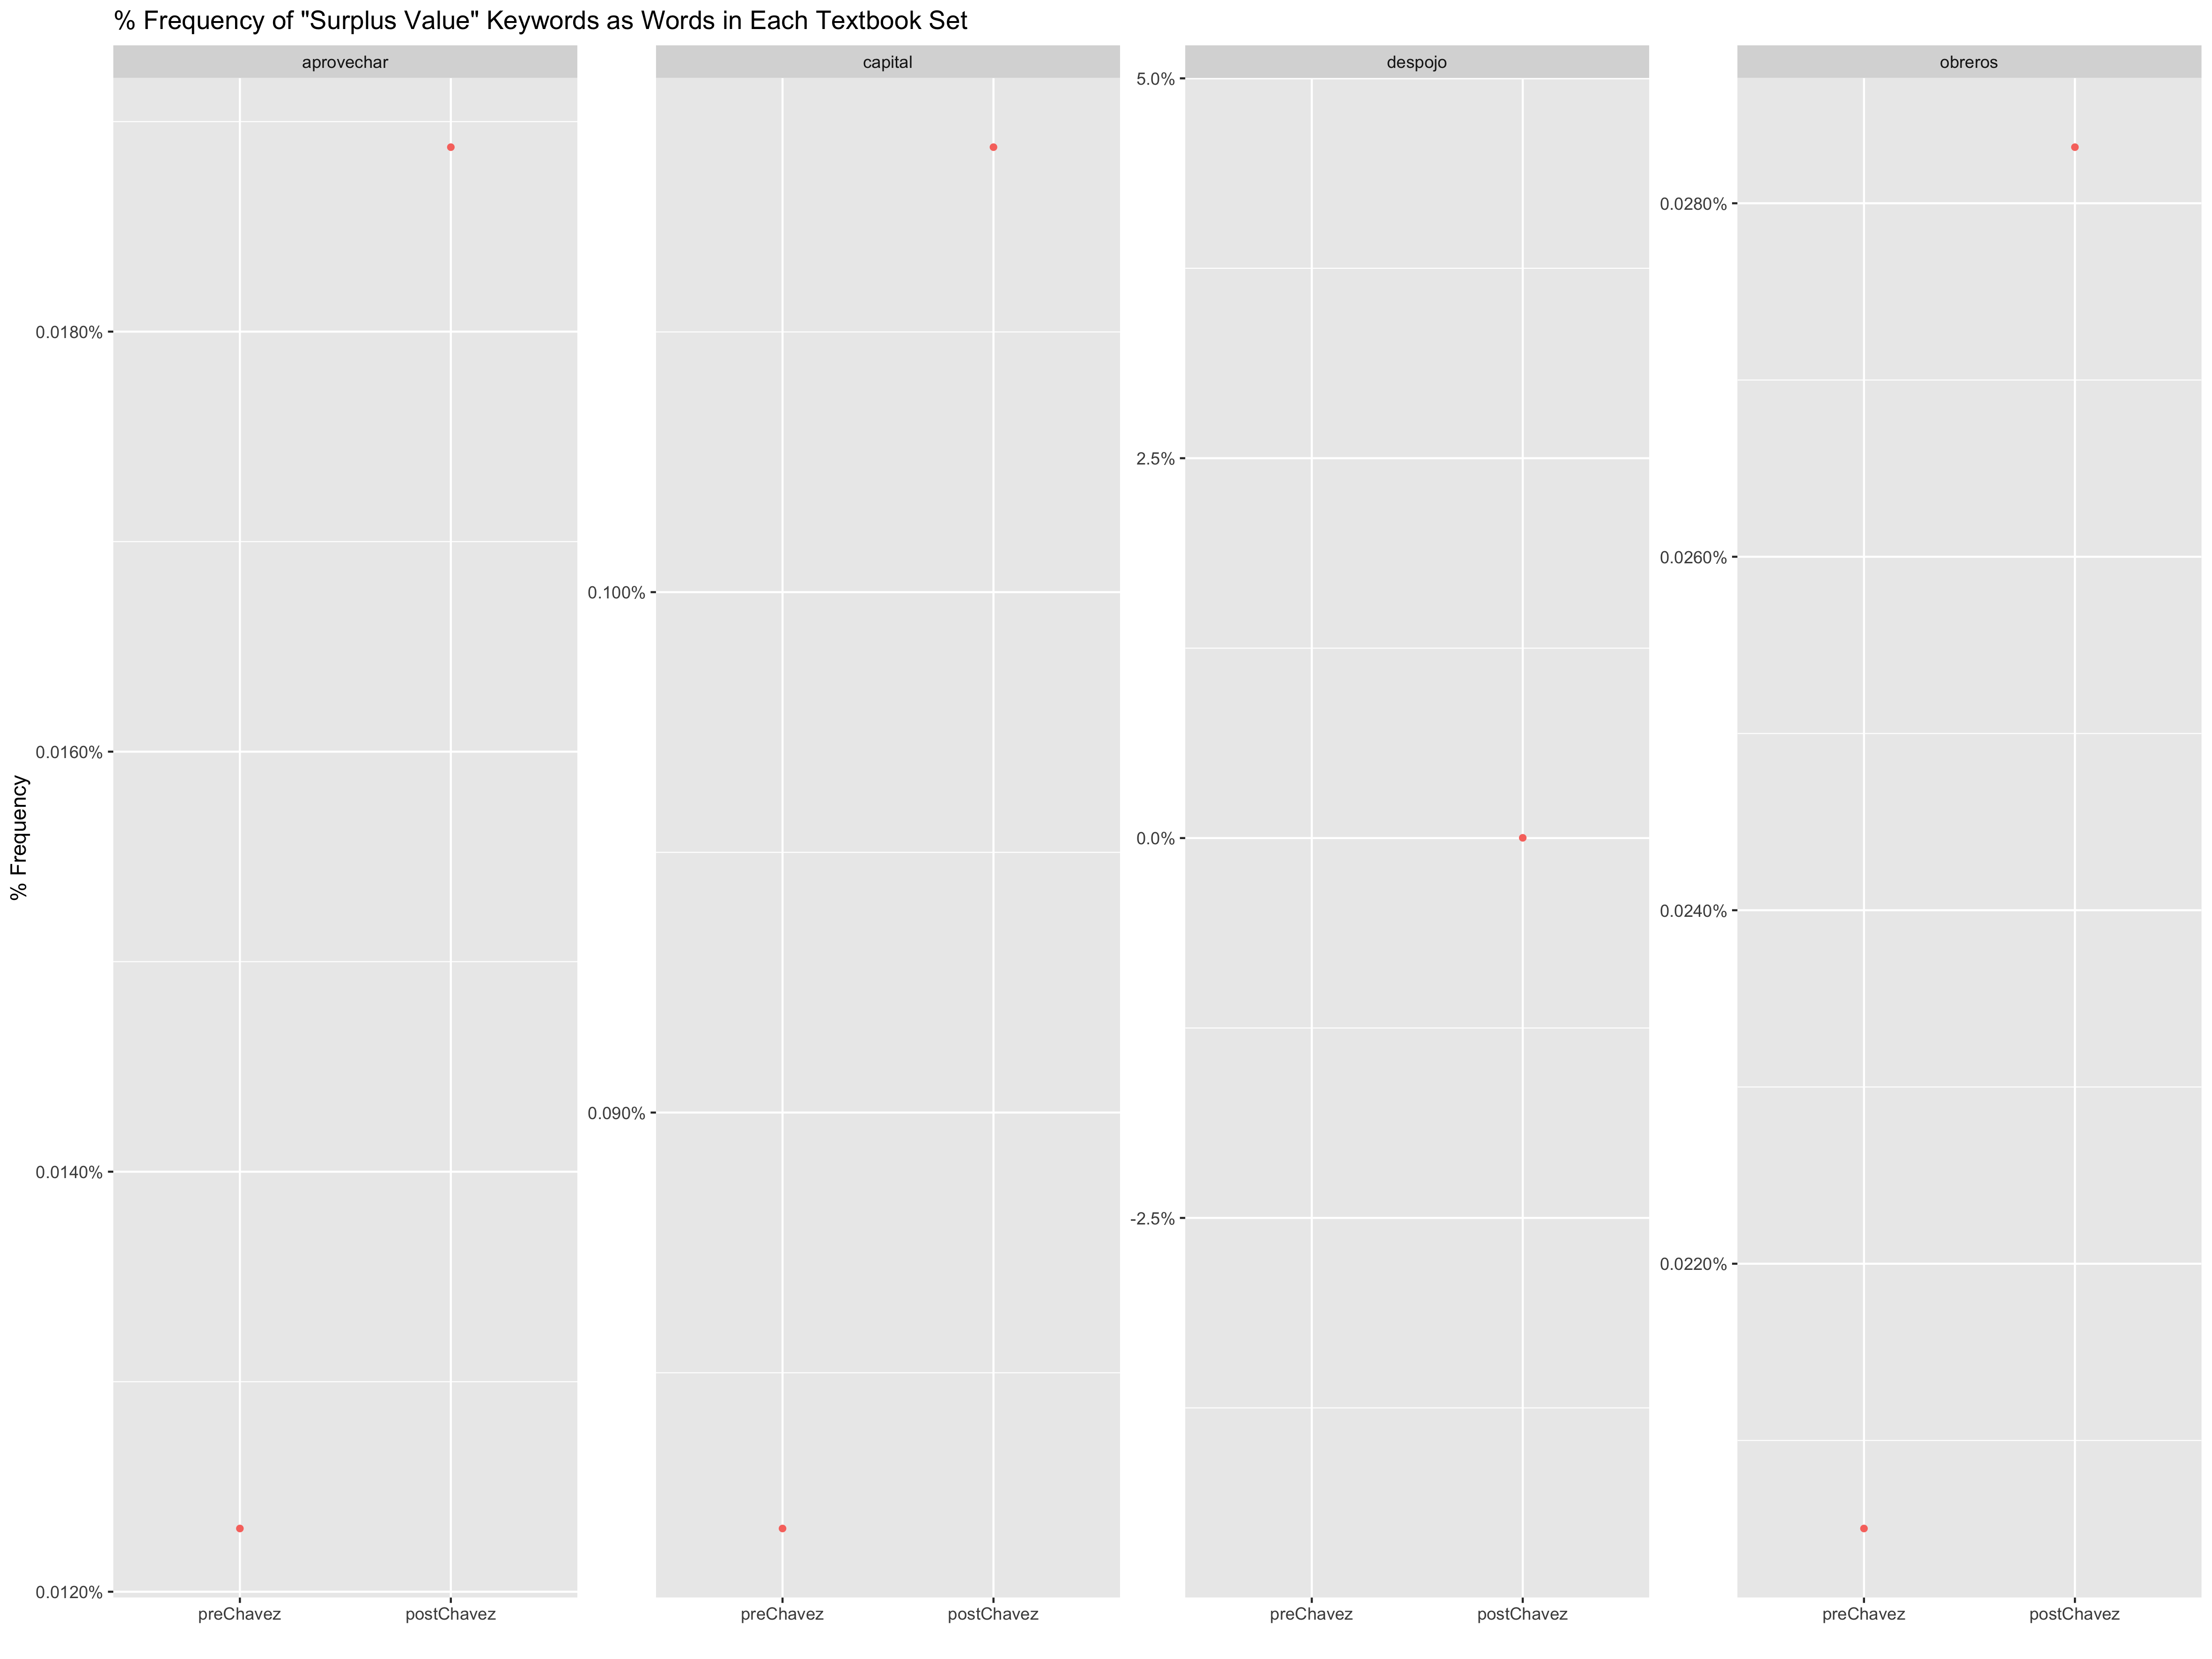 % Frequency of "Surplus Value" Keywords as Words in Each Textbook Set
aprovechar
capital
despojo
obreros
% Frequency
0.0180%
0.0160%
0.0140%
0.0120%
0.100%
0.090%
5.0%
2.5%
0.0%
-2.5%
0.0280%
0.0260%
0.0240%
0.0220%
preChavez
postChavez
preChavez
postChavez
preChavez
postChavez
preChavez
postChavez